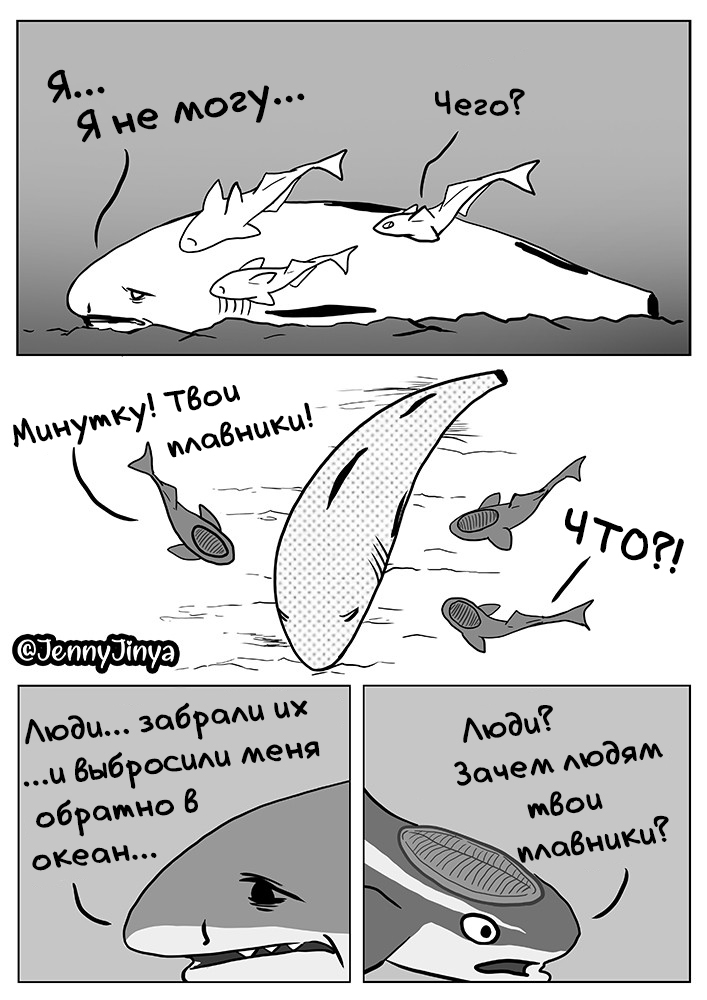 Я...
Я не могу...
Чего?
Минутку! Твои
плавники!
ЧТО?!
@JennyJinya
Люди... забрали их
...и выбросили меня
обратно в
океан...
Люди?
Зачем людям
твои
плавники?